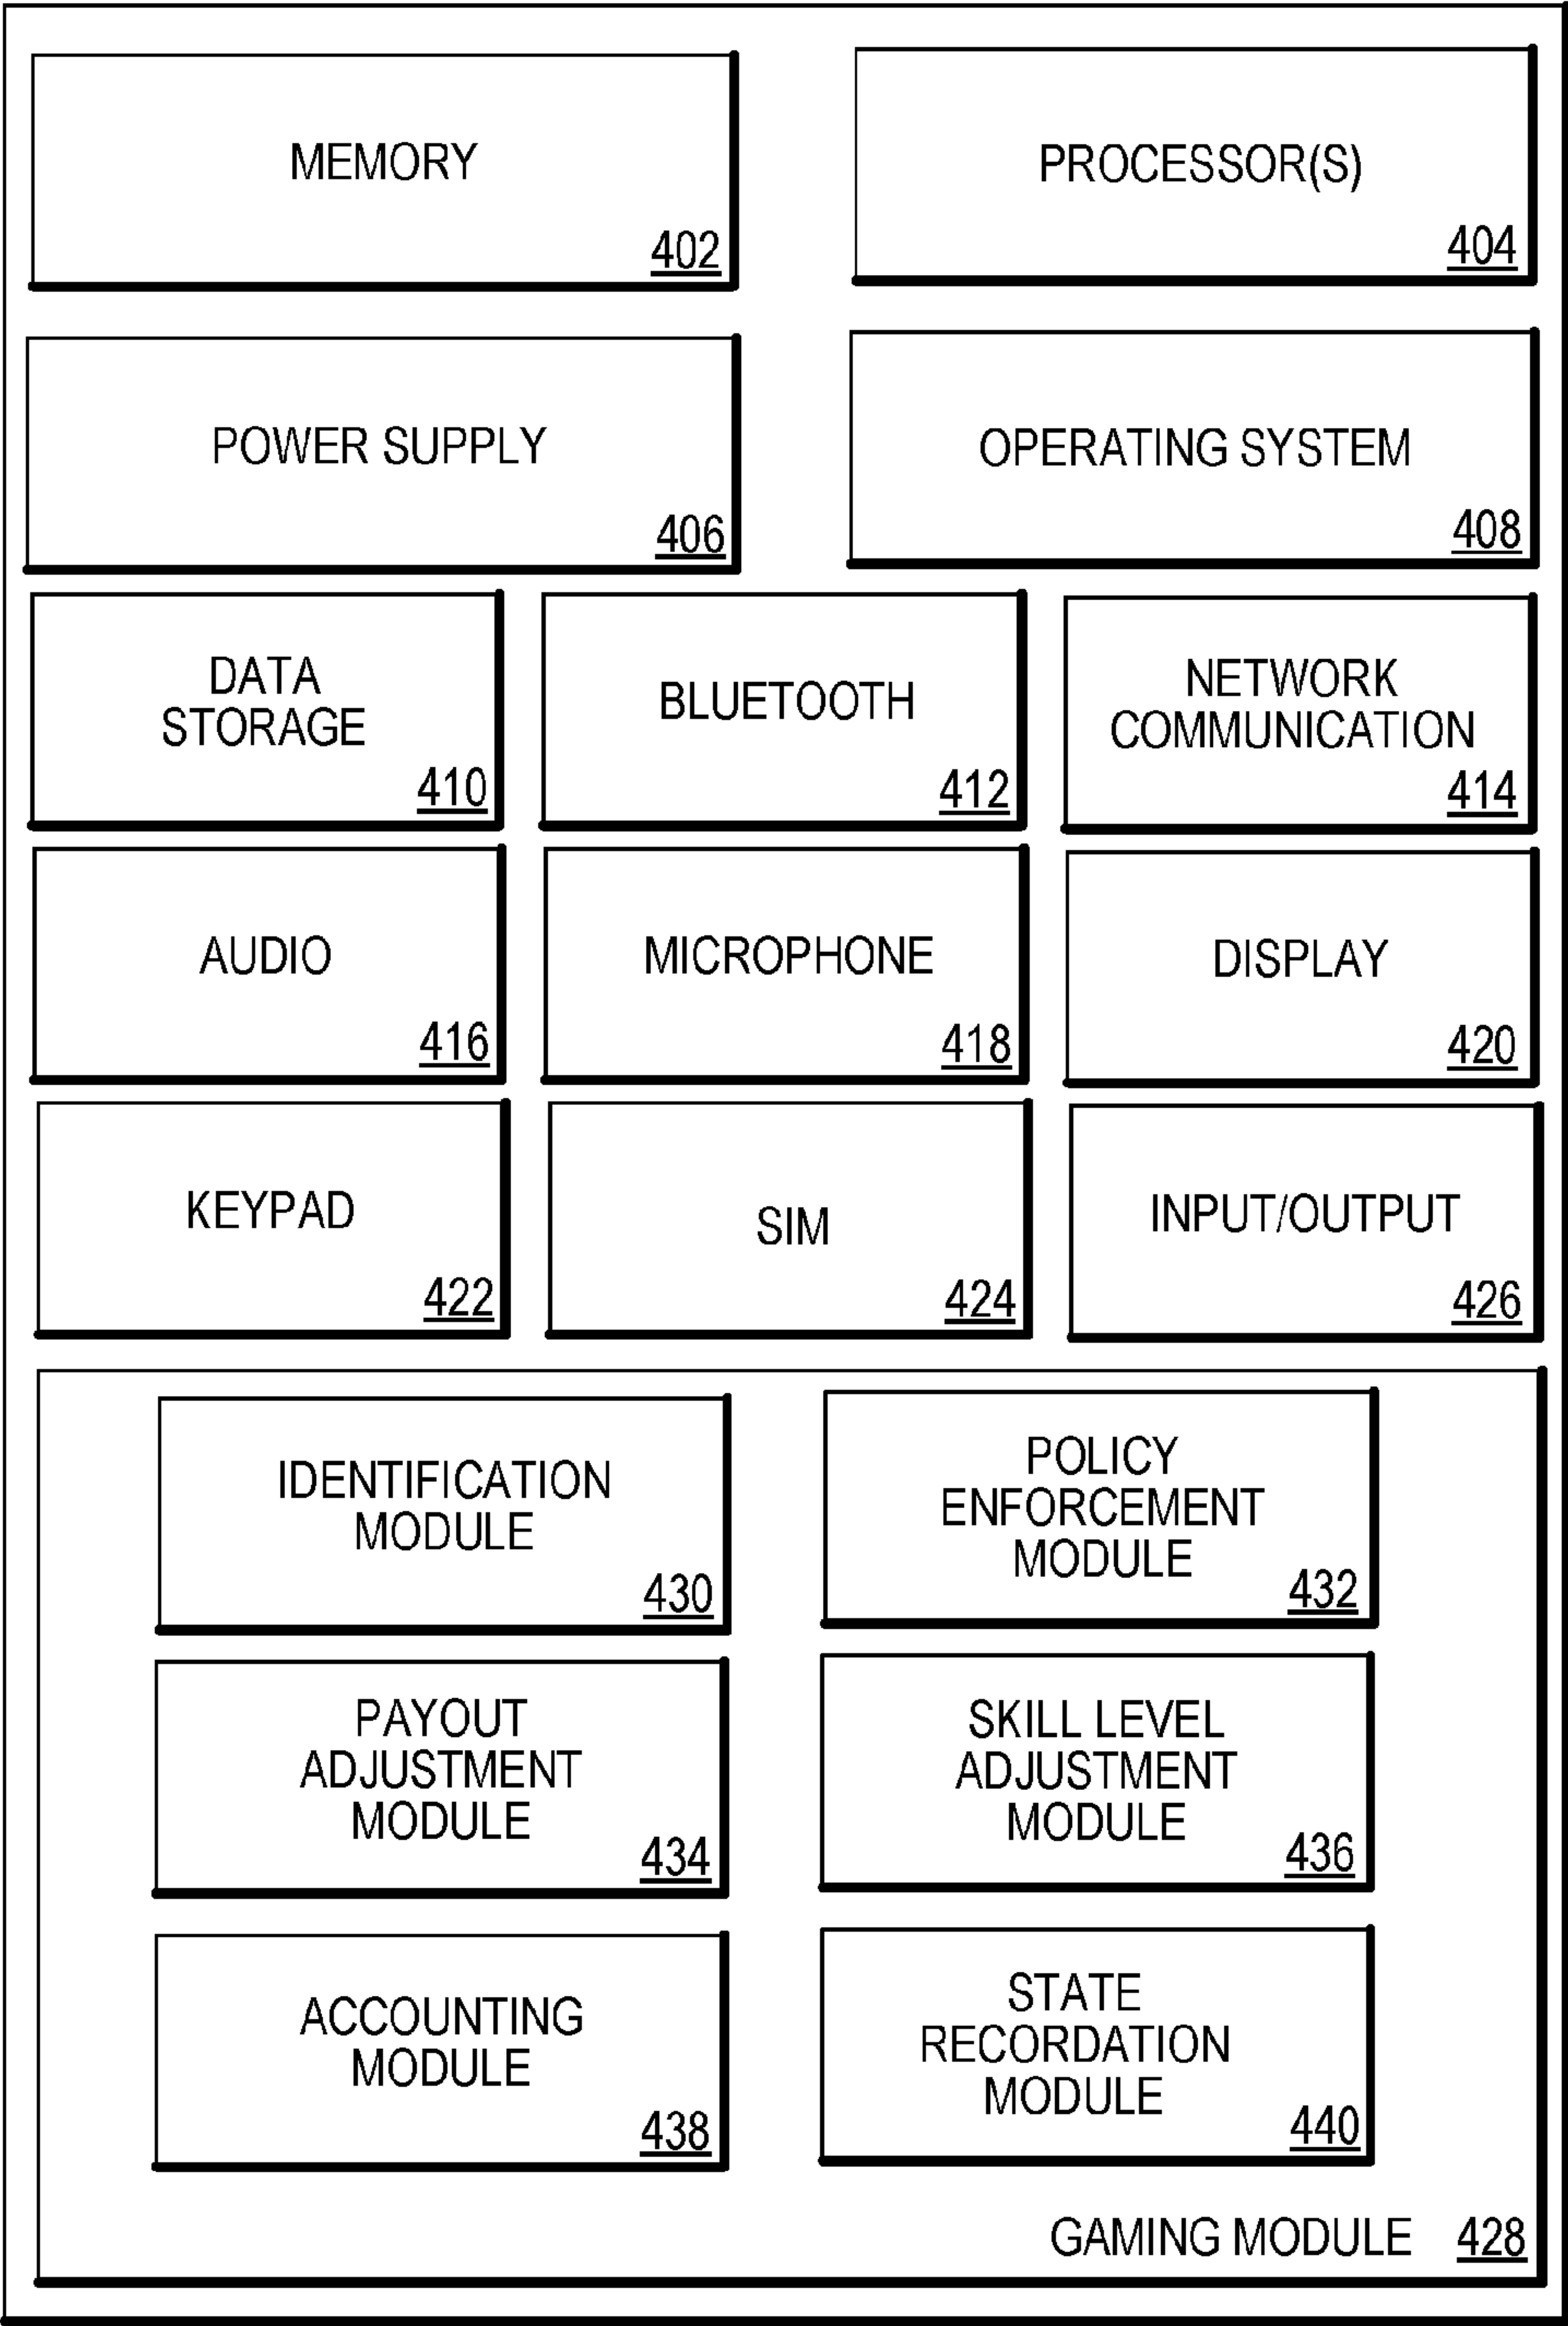 MEMORY
402
PROCESSOR(S)
404
POWER SUPPLY
406
OPERATING SYSTEM
408
DATA
STORAGE
410
BLUETOOTH
412
NETWORK
COMMUNICATION
414
AUDIO
416
MICROPHONE
418
DISPLAY
420
KEYPAD
422
SIM
424
INPUT/OUTPUT
426
IDENTIFICATION
MODULE
430
POLICY
ENFORCEMENT
MODULE
432
PAYOUT
ADJUSTMENT
MODULE
434
SKILL LEVEL
ADJUSTMENT
MODULE
436
ACCOUNTING
MODULE
438
STATE
RECORDATION
MODULE
440
GAMING MODULE 428